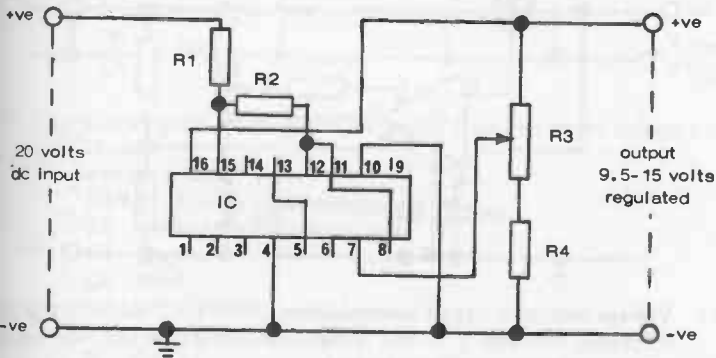 +ve
+ve
R1
R2
16 15 14 13 12 11 10 9
R3
20 volts
dc input
output
9.5-15 volts
regulated
IC
R4
1 2 3 4 5 6 7 8
-ve
-ve